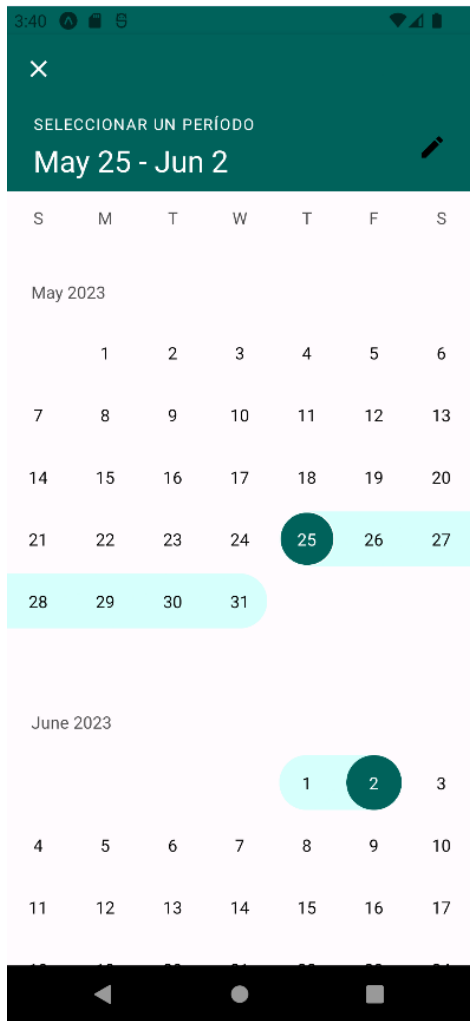 3:40
SELECCIONAR UN PERÍODO
May 25 - Jun 2
S M T W T F S
May 2023
1 2 3 4 5 6
7 8 9 10 11 12 13
14 15 16 17 18 19 20
21 22 23 24 25 26 27
28 29 30 31
June 2023
1 2 3
4 5 6 7 8 9 10
11 12 13 14 15 16 17